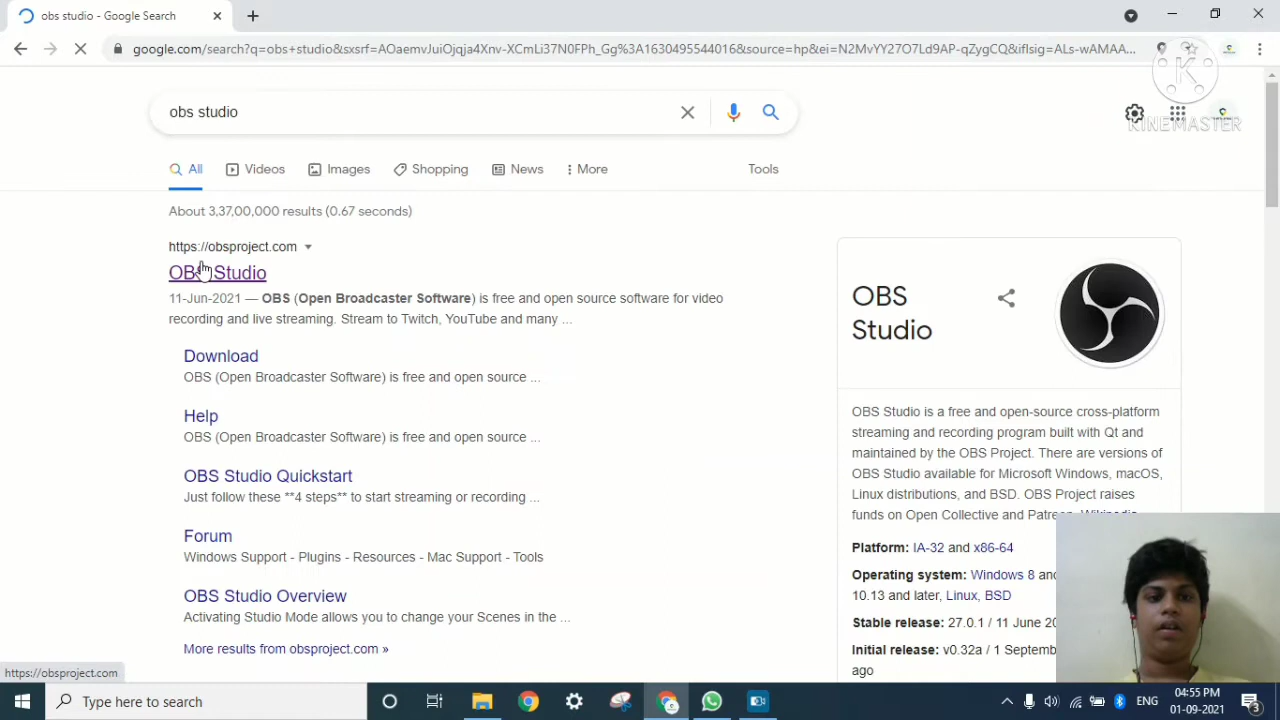 obs studio - Google Search
google.com/search?q=obs+studio&sxsrf=AOaemvJuiOjqja4Xnv-XCmLi37N0FPh_Gg%3A1630495544016&source=hp&ei=N2MvYY27O7Ld9AP-qZygCQ&iflsig=ALs-wAMAA...
obs studio
KINEMASTER
All
Videos
Images
Shopping
News
More
Tools
About 3,37,00,000 results (0.67 seconds)
https://obsproject.com
OBS Studio
11-Jun-2021 — OBS (Open Broadcaster Software) is free and open source software for video
recording and live streaming. Stream to Twitch, YouTube and many ...
Download
OBS (Open Broadcaster Software) is free and open source ...
Help
OBS (Open Broadcaster Software) is free and open source ...
OBS Studio Quickstart
Just follow these **4 steps** to start streaming or recording ...
Forum
Windows Support - Plugins - Resources - Mac Support - Tools
OBS Studio Overview
Activating Studio Mode allows you to change your Scenes in the ...
More results from obsproject.com »
OBS
Studio
OBS Studio is a free and open-source cross-platform
streaming and recording program built with Qt and
maintained by the OBS Project. There are versions of
OBS Studio available for Microsoft Windows, macOS,
Linux distributions, and BSD. OBS Project raises
funds on Open Collective and Patreon. Wikipedia
Platform: IA-32 and x86-64
Operating system: Windows 8 and
10.13 and later, Linux, BSD
Stable release: 27.0.1 / 11 June 20
Initial release: v0.32a / 1 Septemb
ago
https://obsproject.com
Type here to search
ENG
04:55 PM
01-09-2021
3